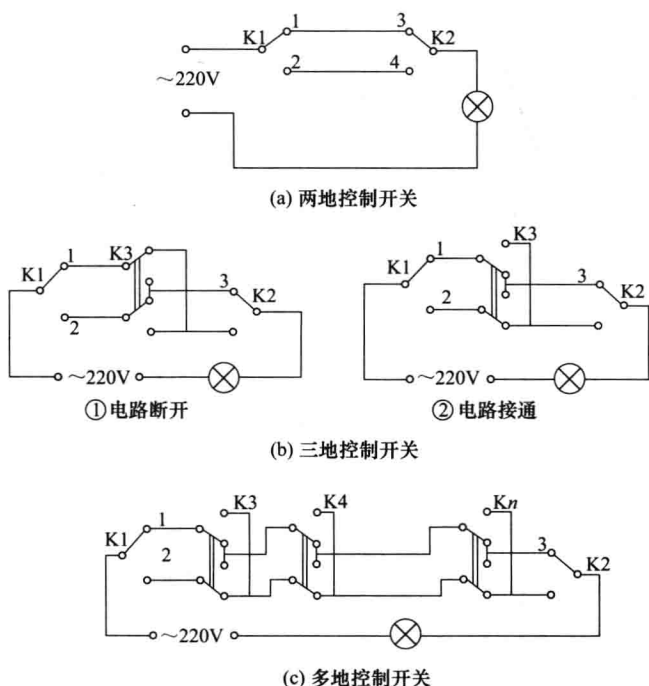 1 3
K1 K2
～220V
2 4
(a) 两地控制开关
1 K3
K1 3 K2
2
～220V
①电路断开
K3
1
K1 3 K2
2
～220V
②电路接通
(b) 三地控制开关
K3 K4 Kn
1
K1 3
2 K2
～220V
(c) 多地控制开关